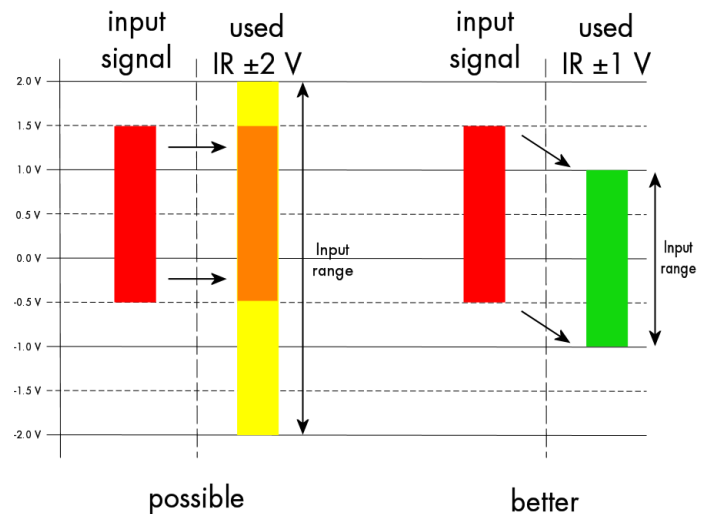 input signal
used IR ±2 V
input signal
used IR ±1 V
2.0 V
1.5 V
1.0 V
0.5 V
0.0 V
-0.5 V
-1.0 V
-1.5 V
-2.0 V
Input
range
Input
range
possible
better